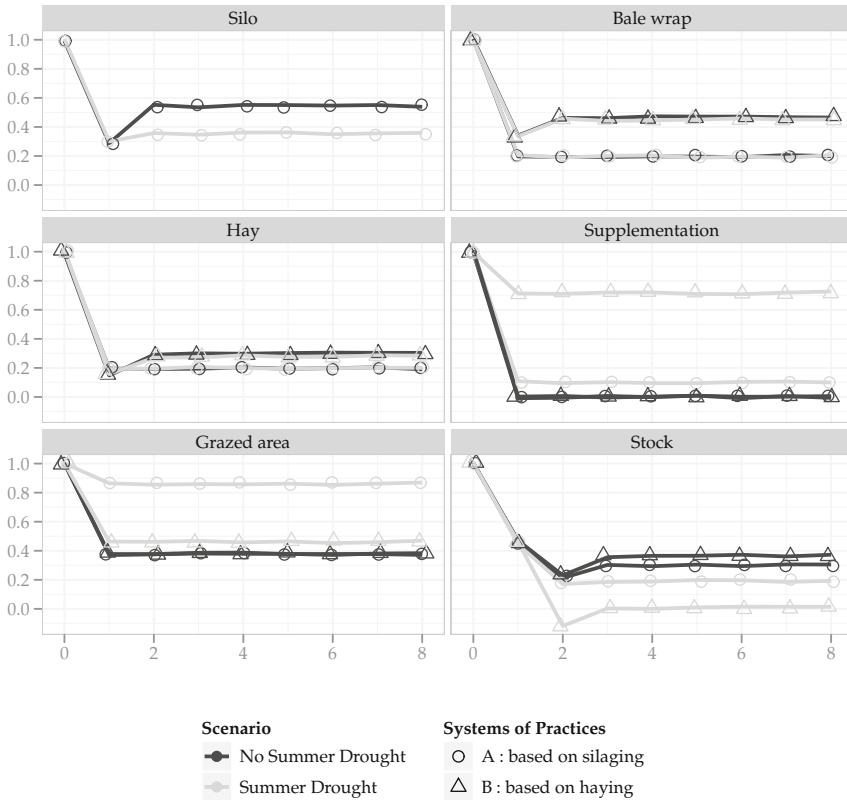 Silo
Bale wrap
1.0
0.8
0.6
0.4
0.2
0.0
Hay
Supplementation
1.0
0.8
0.6
0.4
0.2
0.0
Grazed area
Stock
1.0
0.8
0.6
0.4
0.2
0.0
0 2 4 6 8 0 2 4 6 8
Scenario
No Summer Drought
Summer Drought
Systems of Practices
A : based on silaging
B : based on haying